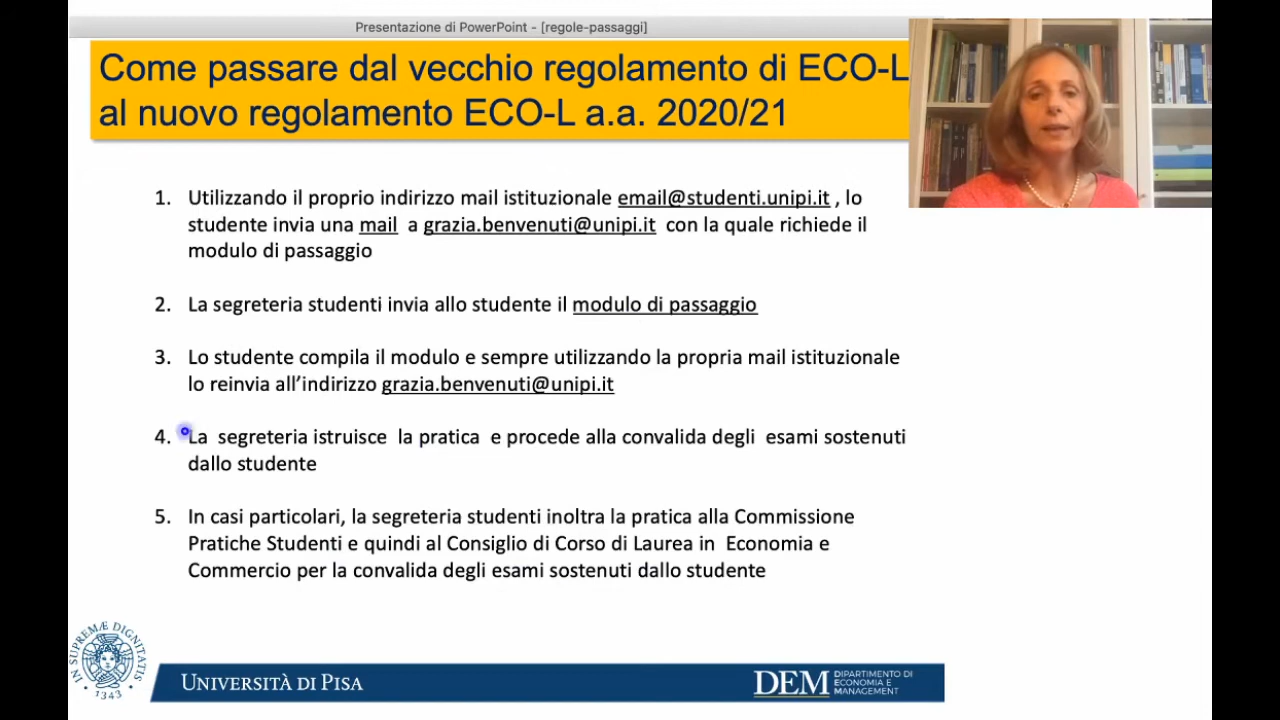 Presentazione di PowerPoint - [regole-passaggi]
Come passare dal vecchio regolamento di ECO-L
al nuovo regolamento ECO-L a.a. 2020/21
1. Utilizzando il proprio indirizzo mail istituzionale email@studenti.unipi.it , lo
studente invia una mail a grazia.benvenuti@unipi.it con la quale richiede il
modulo di passaggio
2. La segreteria studenti invia allo studente il modulo di passaggio
3. Lo studente compila il modulo e sempre utilizzando la propria mail istituzionale
lo reinvia all’indirizzo grazia.benvenuti@unipi.it
4. La segreteria istruisce la pratica e procede alla convalida degli esami sostenuti
dallo studente
5. In casi particolari, la segreteria studenti inoltra la pratica alla Commissione
Pratiche Studenti e quindi al Consiglio di Corso di Laurea in Economia e
Commercio per la convalida degli esami sostenuti dallo studente
IN SUPREMÆ DIGNITATIS
1343
UNIVERSITÀ DI PISA
DEM
DIPARTIMENTO DI
ECONOMIA E
MANAGEMENT